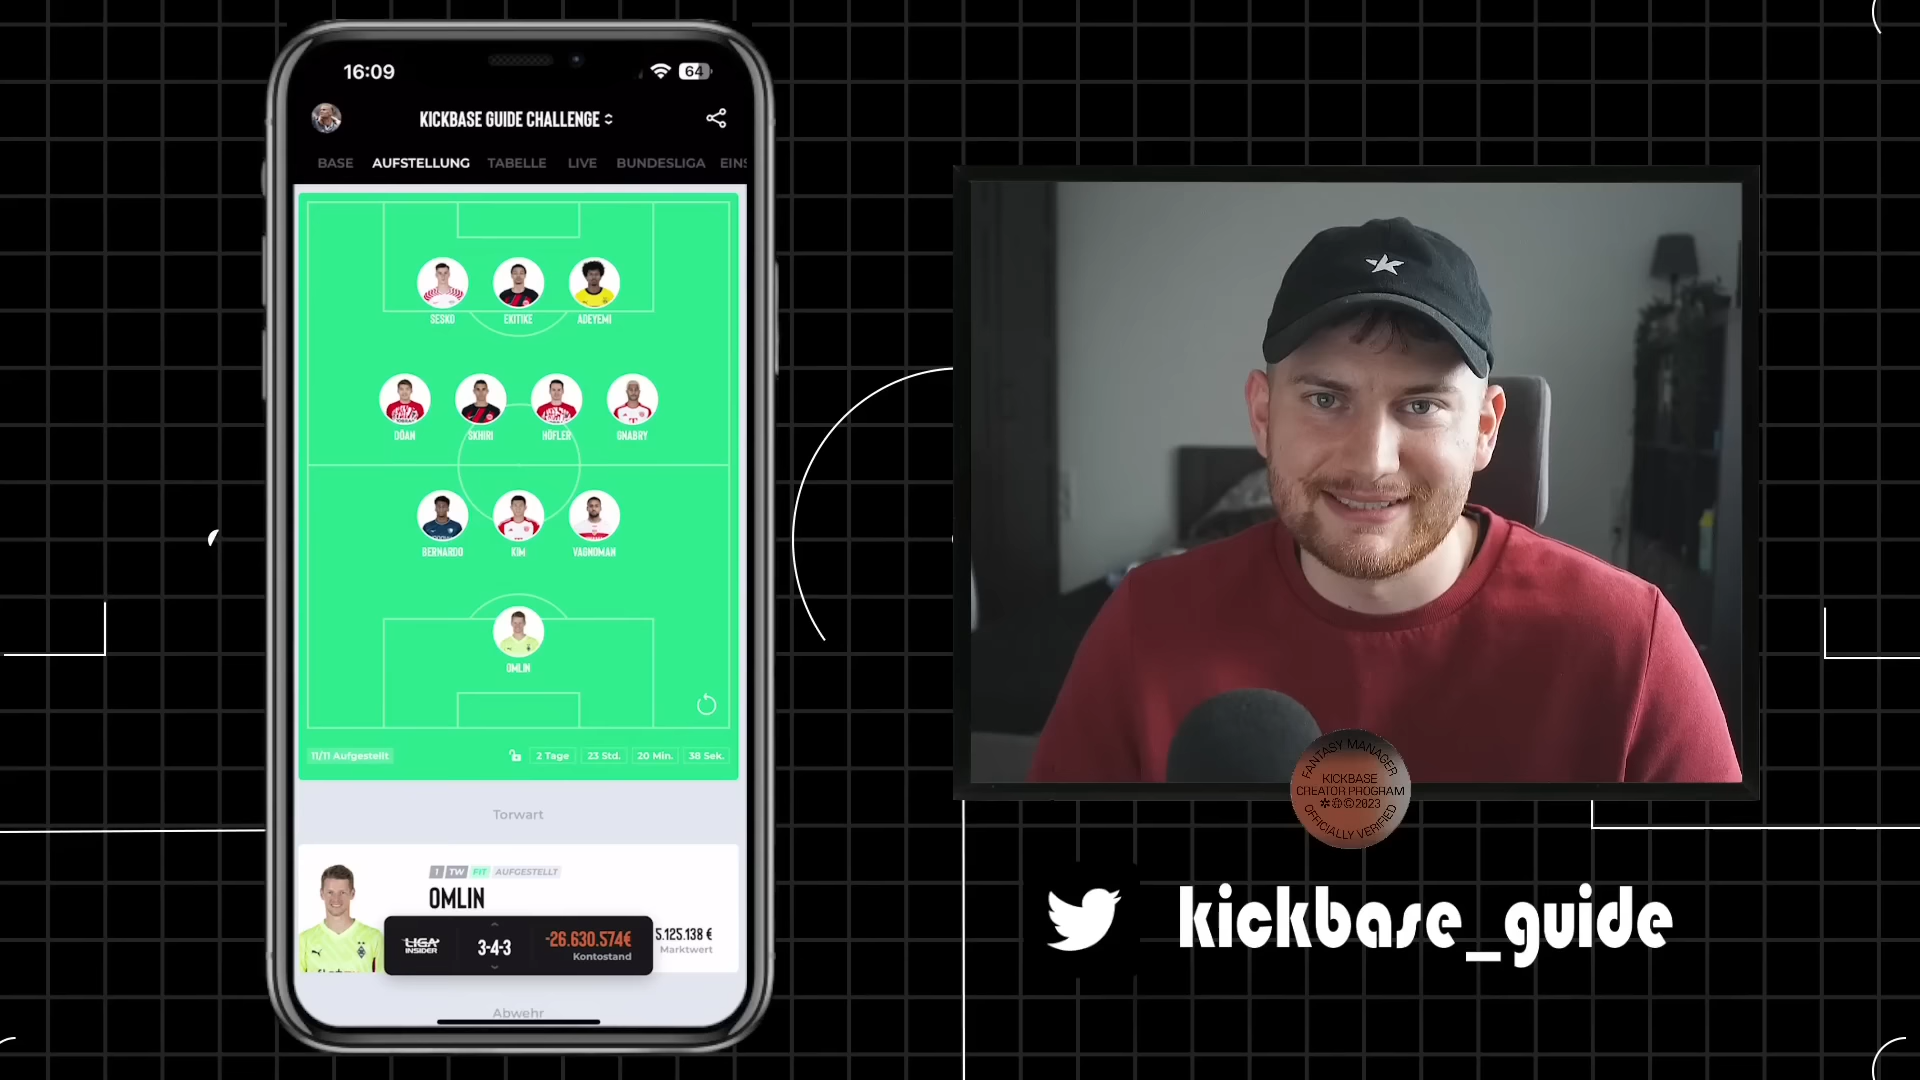 16:09
64
KICKBASE GUIDE CHALLENGE
BASE AUFSTELLUNG TABELLE LIVE BUNDESLIGA EINS
SESKO EKITIKE ADEYEMI
DOAN SKHIRI HÖFLER GNABRY
BERNARDO KIM VAGNOMAN
OMLIN
11/11 Aufgestellt 2 Tage 23 Std. 20 Min. 38 Sek.
Torwart
1 TW FIT AUFGESTELLT
OMLIN
5.125.138 €
Marktwert
LIGA INSIDER
3-4-3
-26.630.574€
Kontostand
Abwehr
FANTASY MANAGER
KICKBASE
CREATOR PROGRAM
©2023
OFFICIALLY VERIFIED
kickbase_guide